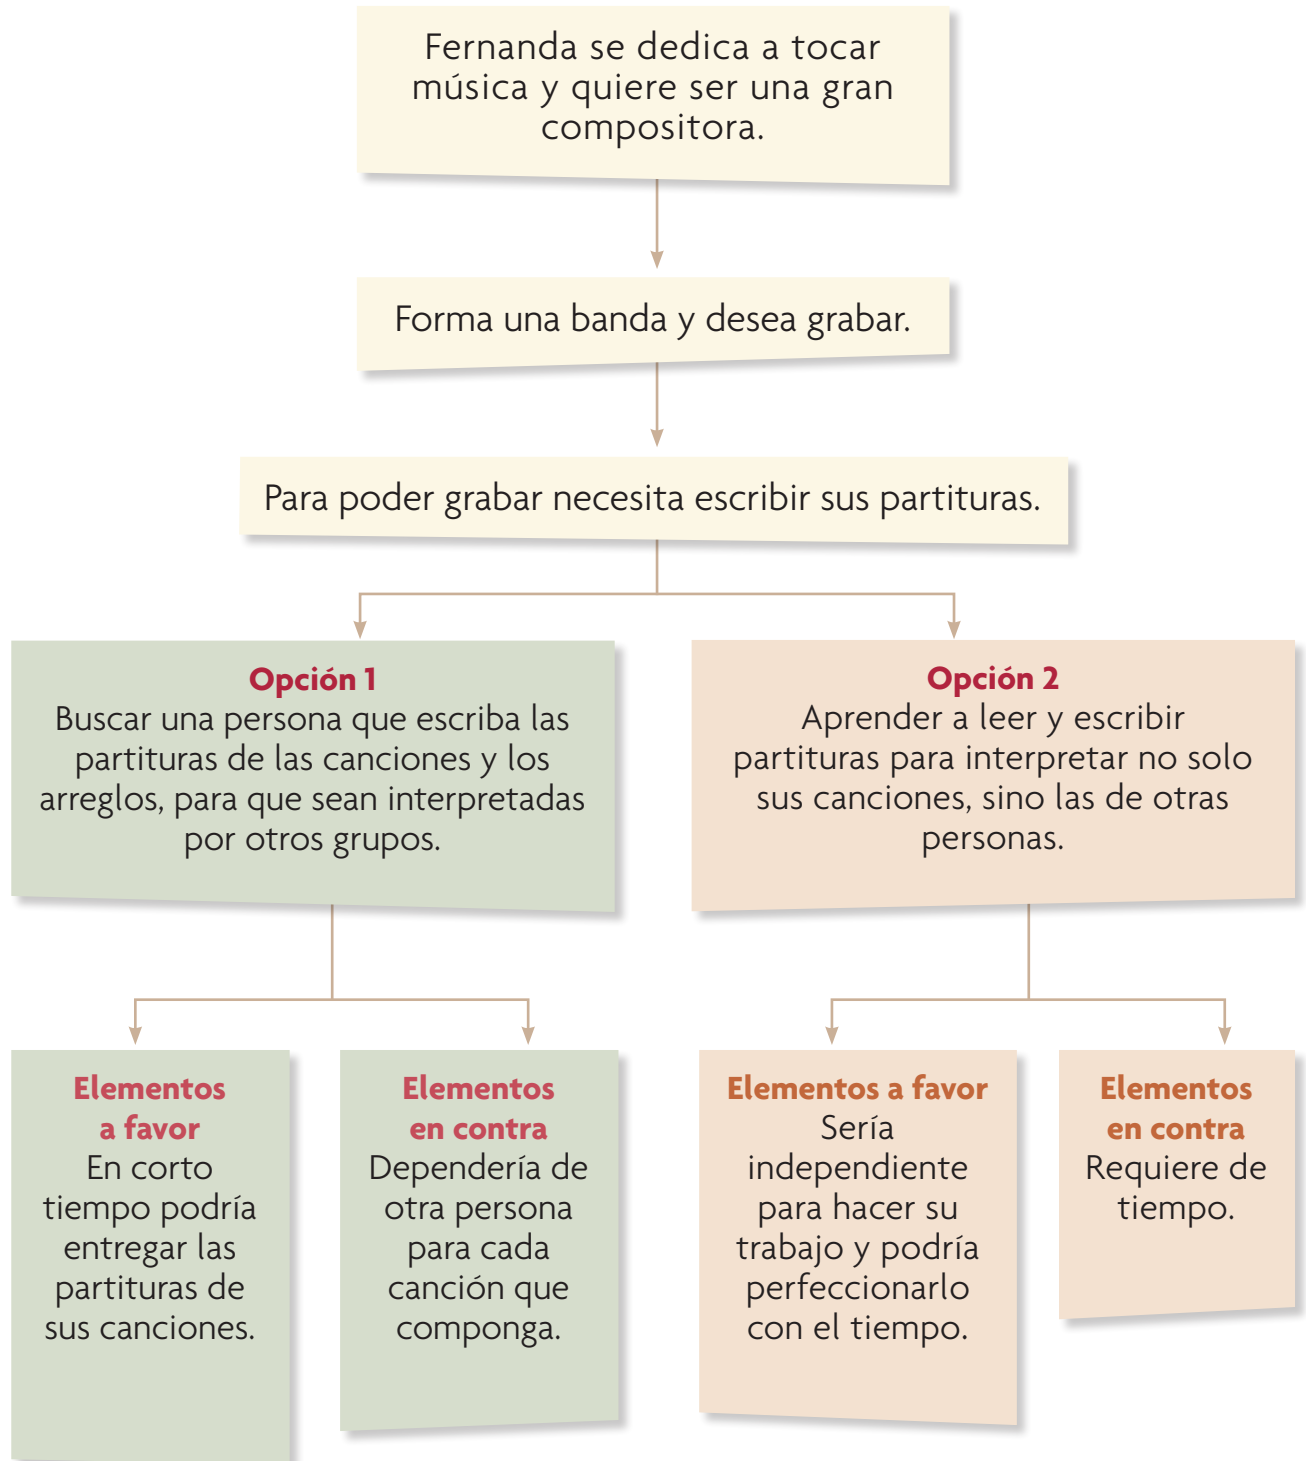 Fernanda se dedica a tocar
música y quiere ser una gran
compositora.
Forma una banda y desea grabar.
Para poder grabar necesita escribir sus partituras.
Opción 1
Buscar una persona que escriba las
partituras de las canciones y los
arreglos, para que sean interpretadas
por otros grupos.
Opción 2
Aprender a leer y escribir
partituras para interpretar no solo
sus canciones, sino las de otras
personas.
Elementos
a favor
En corto
tiempo podría
entregar las
partituras de
sus canciones.
Elementos
en contra
Dependería de
otra persona
para cada
canción que
componga.
Elementos a favor
Sería
independiente
para hacer su
trabajo y podría
perfeccionarlo
con el tiempo.
Elementos
en contra
Requiere de
tiempo.